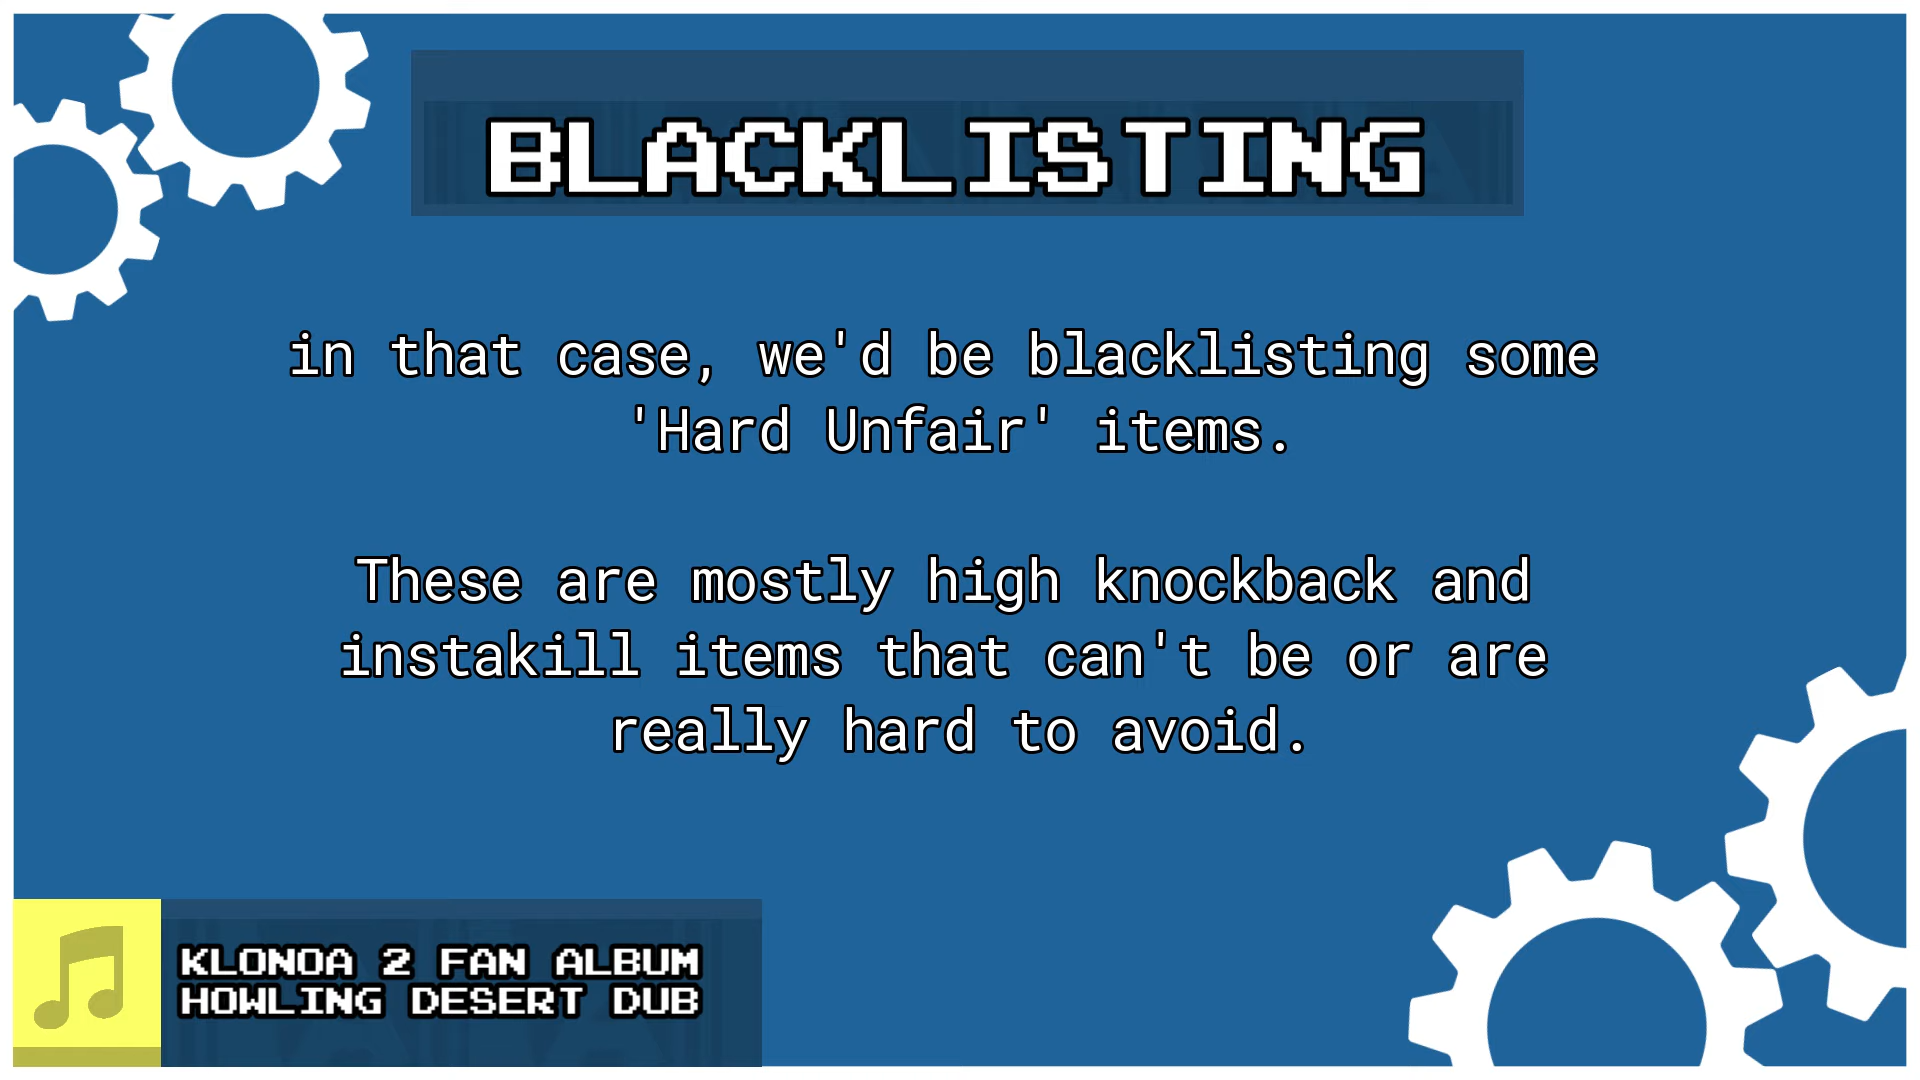 BLACKLISTING
in that case, we'd be blacklisting some
'Hard Unfair' items.
These are mostly high knockback and
instakill items that can't be or are
really hard to avoid.
KLONOA 2 FAN ALBUM
HOWLING DESERT DUB